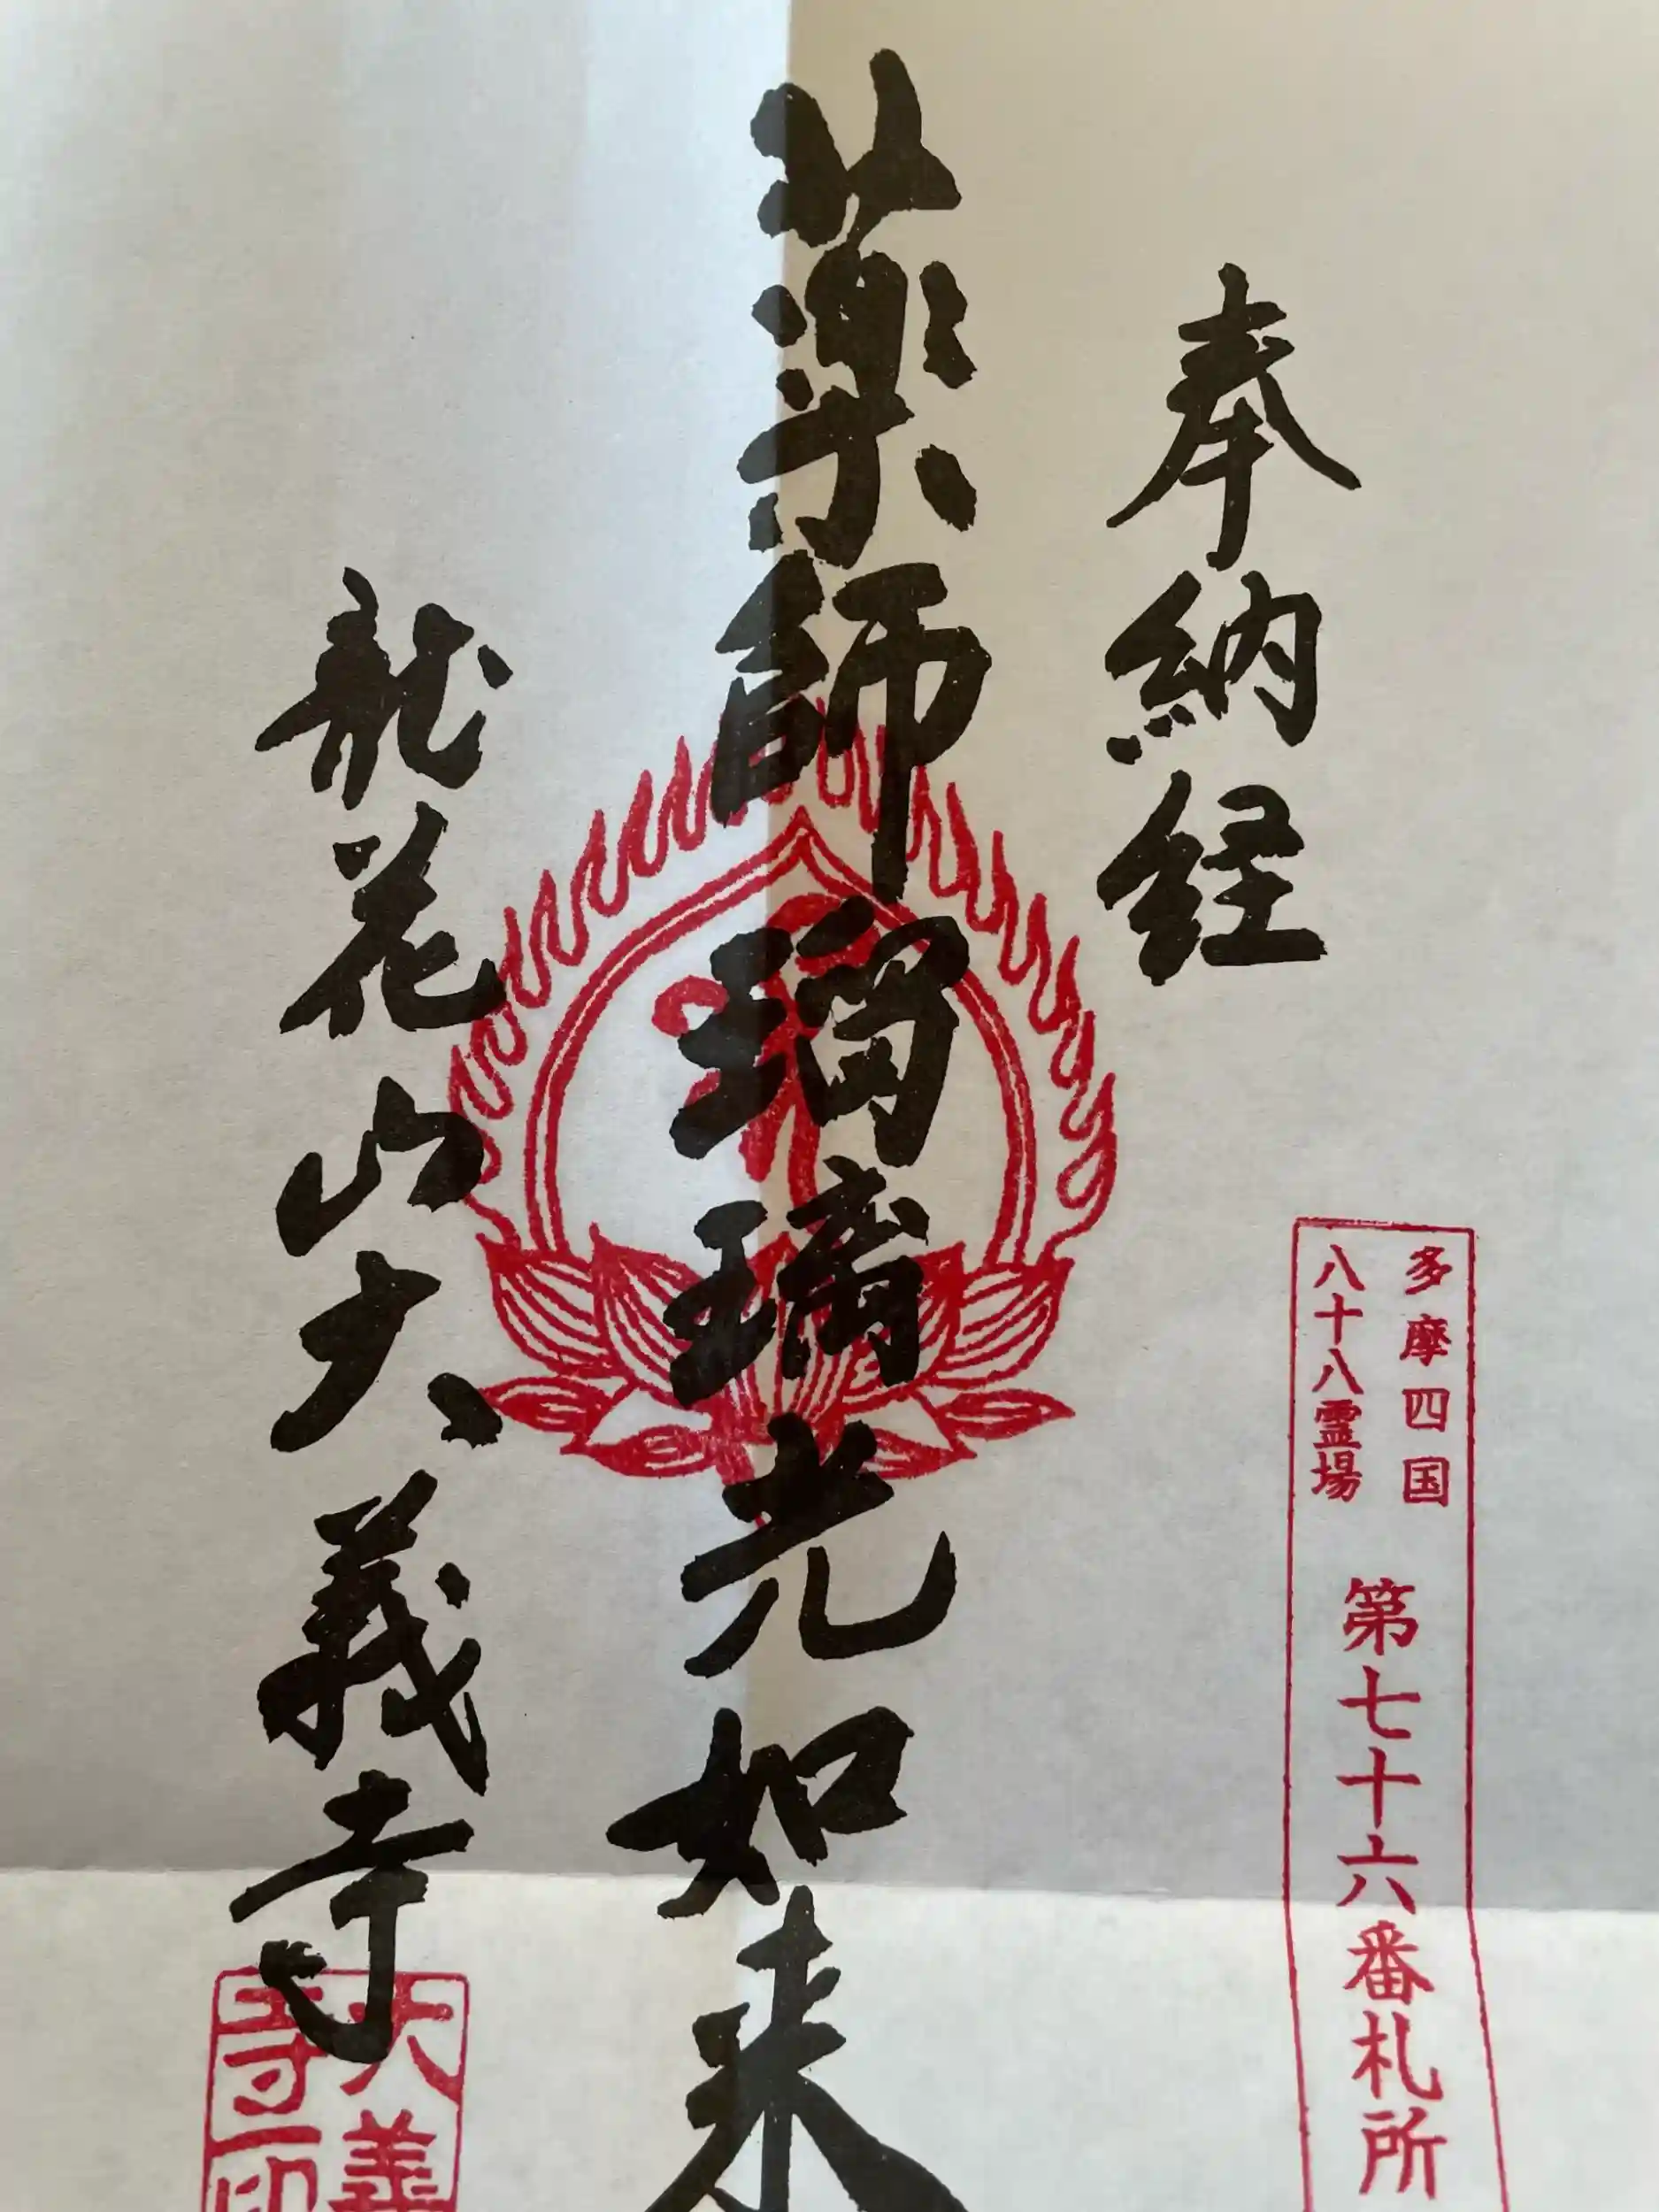 奉納経
多摩四国
八十八霊場
第七十六番札所
薬師瑠璃光如来
龍花山大義寺
大義
寺印